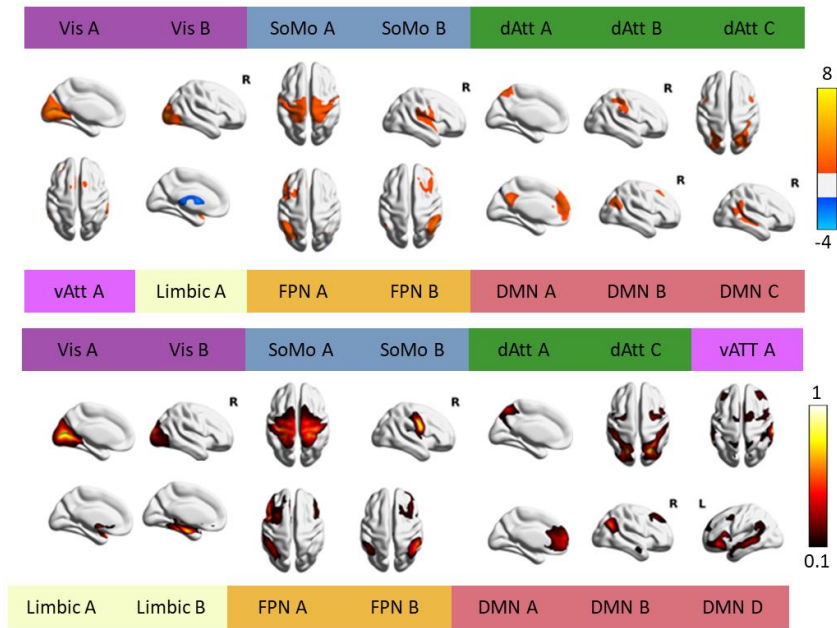 Vis A Vis B SoMo A SoMo B dAtt A dAtt B dAtt C
R R R
8
-4
R R
vAtt A Limbic A FPN A FPN B DMN A DMN B DMN C
Vis A Vis B SoMo A SoMo B dAtt A dAtt C vATT A
R R
1
0.1
R L
Limbic A Limbic B FPN A FPN B DMN A DMN B DMN D